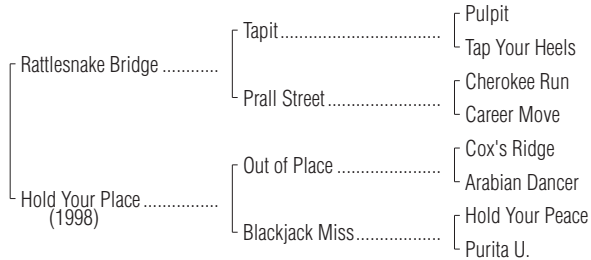 Pulpit
Tapit
Tap Your Heels
Rattlesnake Bridge
Cherokee Run
Prall Street
Career Move
Cox's Ridge
Out of Place
Arabian Dancer
Hold Your Place
(1998)
Hold Your Peace
Blackjack Miss
Purita U.